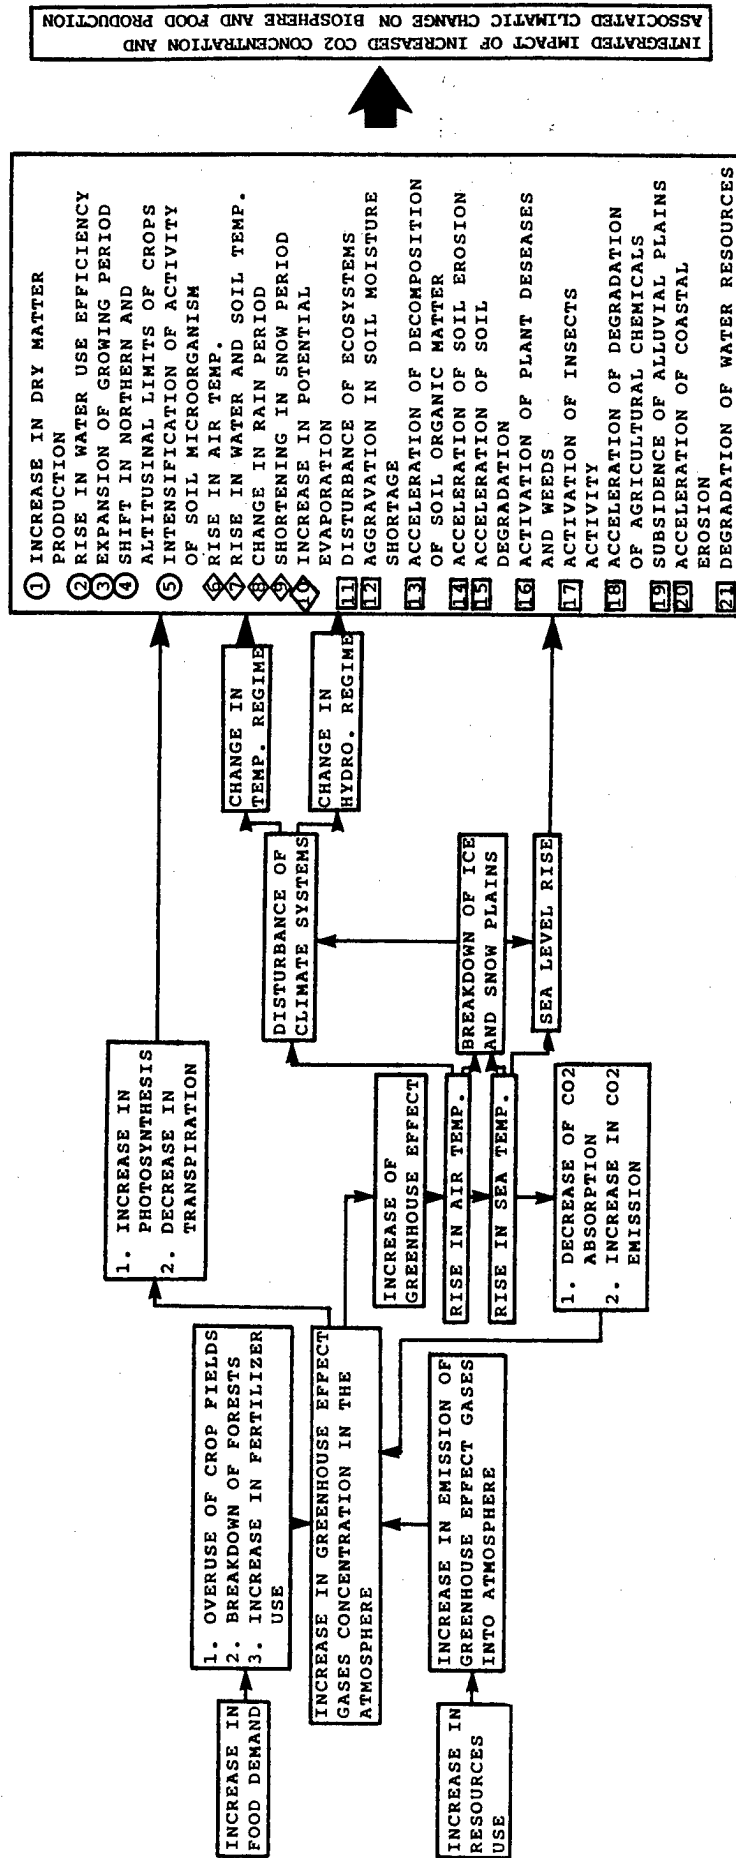 INCREASE IN
FOOD DEMAND
INCREASE IN
RESOURCES
USE
1. OVERUSE OF CROP FIELDS
2. BREAKDOWN OF FORESTS
3. INCREASE IN FERTILIZER
USE
INCREASE IN GREENHOUSE EFFECT
GASES CONCENTRATION IN THE
ATMOSPHERE
INCREASE IN EMISSION OF
GREENHOUSE EFFECT GASES
INTO ATMOSPHERE
1. INCREASE IN
PHOTOSYNTHESIS
2. DECREASE IN
TRANSPIRATION
INCREASE OF
GREENHOUSE EFFECT
RISE IN AIR TEMP.
RISE IN SEA TEMP.
1. DECREASE OF CO2
ABSORPTION
2. INCREASE IN CO2
EMISSION
DISTURBANCE OF
CLIMATE SYSTEMS
BREAKDOWN OF ICE
AND SNOW PLAINS
SEA LEVEL RISE
CHANGE IN
TEMP. REGIME
CHANGE IN
HYDRO. REGIME
1 INCREASE IN DRY MATTER
PRODUCTION
2 RISE IN WATER USE EFFICIENCY
3 EXPANSION OF GROWING PERIOD
4 SHIFT IN NORTHERN AND
ALTITUSINAL LIMITS OF CROPS
5 INTENSIFICATION OF ACTIVITY
OF SOIL MICROORGANISM
6 RISE IN AIR TEMP.
7 RISE IN WATER AND SOIL TEMP.
8 CHANGE IN RAIN PERIOD
9 SHORTENING IN SNOW PERIOD
10 INCREASE IN POTENTIAL
EVAPORATION
11 DISTURBANCE OF ECOSYSTEMS
12 AGGRAVATION IN SOIL MOISTURE
SHORTAGE
13 ACCELERATION OF DECOMPOSITION
OF SOIL ORGANIC MATTER
14 ACCELERATION OF SOIL EROSION
15 ACCELERATION OF SOIL
DEGRADATION
16 ACTIVATION OF PLANT DESEASES
AND WEEDS
17 ACTIVATION OF INSECTS
ACTIVITY
18 ACCELERATION OF DEGRADATION
OF AGRICULTURAL CHEMICALS
19 SUBSIDENCE OF ALLUVIAL PLAINS
20 ACCELERATION OF COASTAL
EROSION
21 DEGRADATION OF WATER RESOURCES
INTEGRATED IMPACT OF INCREASED CO2 CONCENTRATION AND
ASSOCIATED CLIMATIC CHANGE ON BIOSPHERE AND FOOD PRODUCTION